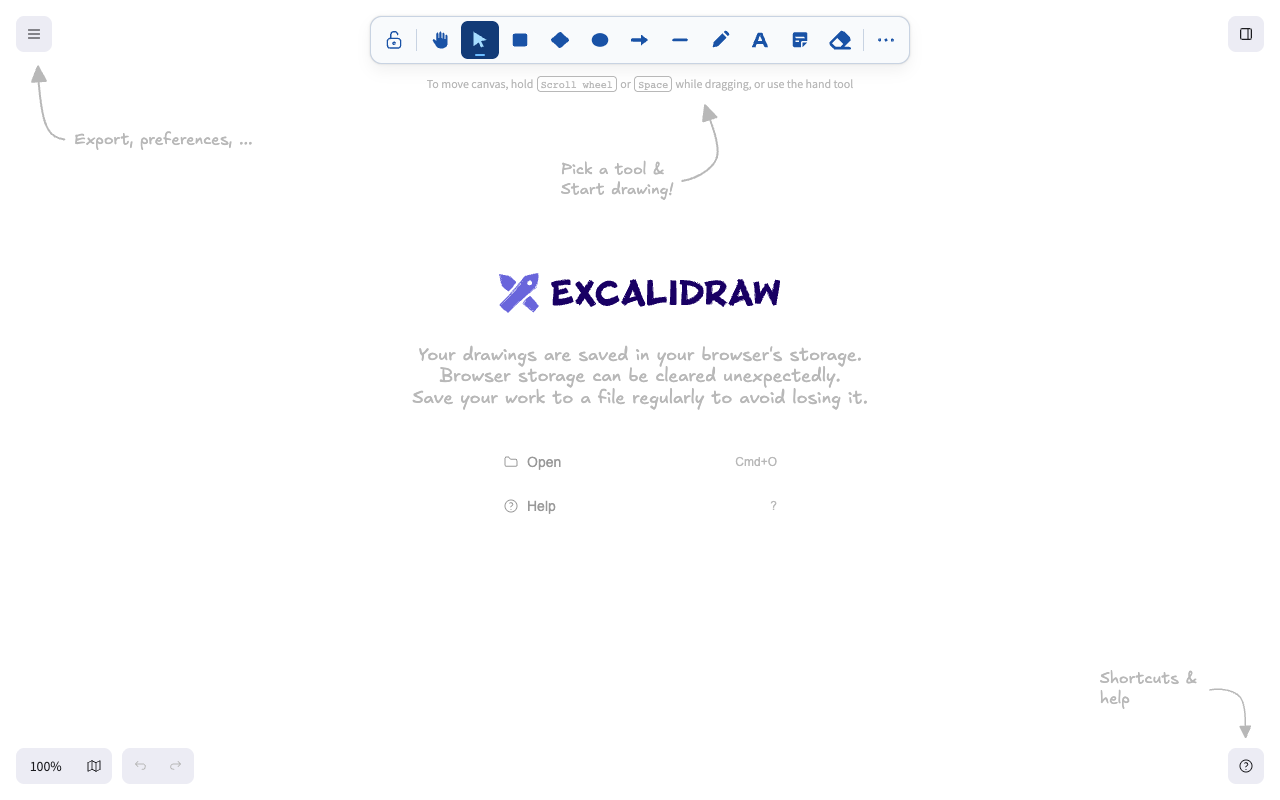 To move canvas, hold Scroll wheel or Space while dragging, or use the hand tool
Export, preferences, ...
Pick a tool &
Start drawing!
EXCALIDRAW
Your drawings are saved in your browser's storage.
Browser storage can be cleared unexpectedly.
Save your work to a file regularly to avoid losing it.
Open Cmd+O
Help ?
Shortcuts &
help
100%